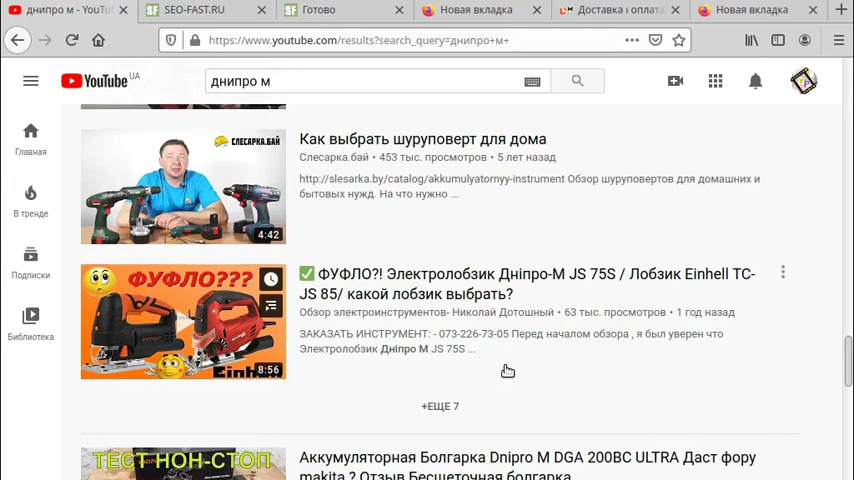 днипро м - YouTu
SEO-FAST.RU
Готово
Новая вкладка
Доставка и оплата
Новая вкладка
https://www.youtube.com/results?search_query=днипро+м+
YouTube UA
днипро м
Главная
В тренде
Подписки
Библиотека
СЛЕСАРКА.БАЙ
4:42
Как выбрать шуруповерт для дома
Слесарка.бай • 453 тыс. просмотров • 5 лет назад
http://slesarka.by/catalog/akkumulyatornyy-instrument Обзор шуруповертов для домашних и
бытовых нужд. На что нужно ...
ФУФЛО???
Einhell
8:56
✅ ФУФЛО?! Электролобзик Дніпро-М JS 75S / Лобзик Einhell TC-
JS 85/ какой лобзик выбрать?
Обзор электроинструментов- Николай Дотошный • 63 тыс. просмотров • 1 год назад
ЗАКАЗАТЬ ИНСТРУМЕНТ: - 073-226-73-05 Перед началом обзора , я был уверен что
Электролобзик Дніпро М JS 75S ...
+ЕЩЕ 7
ТЕСТ НОН-СТОП
Аккумуляторная Болгарка Dnipro M DGA 200BC ULTRA Даст фору
makita ? Отзыв Бесщеточная болгарка